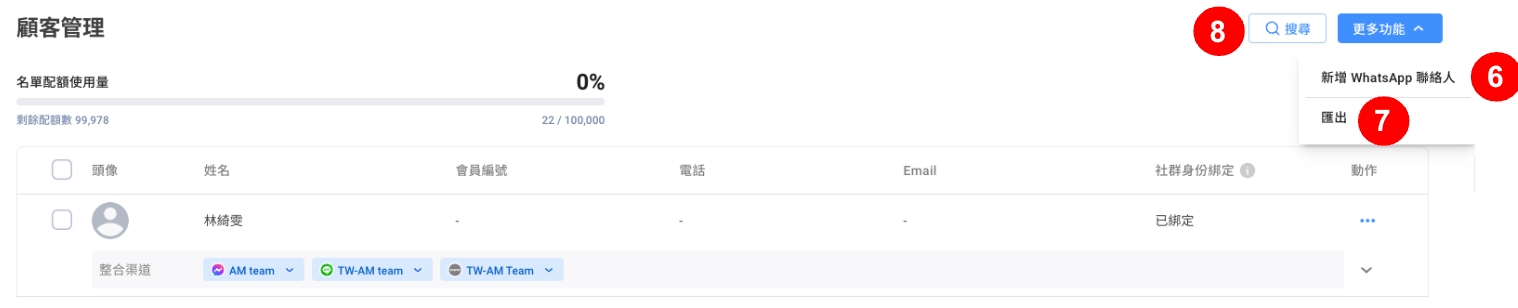 顧客管理
8
搜尋
更多功能
名單配額使用量 0%
新增 WhatsApp 聯絡人
6
剩餘配額數 99,978 22 / 100,000
匯出
7
頭像 姓名 會員編號 電話 Email 社群身份綁定 i 動作
林綺雯 - - - 已綁定 •••
整合渠道 AM team TW-AM team TW-AM Team